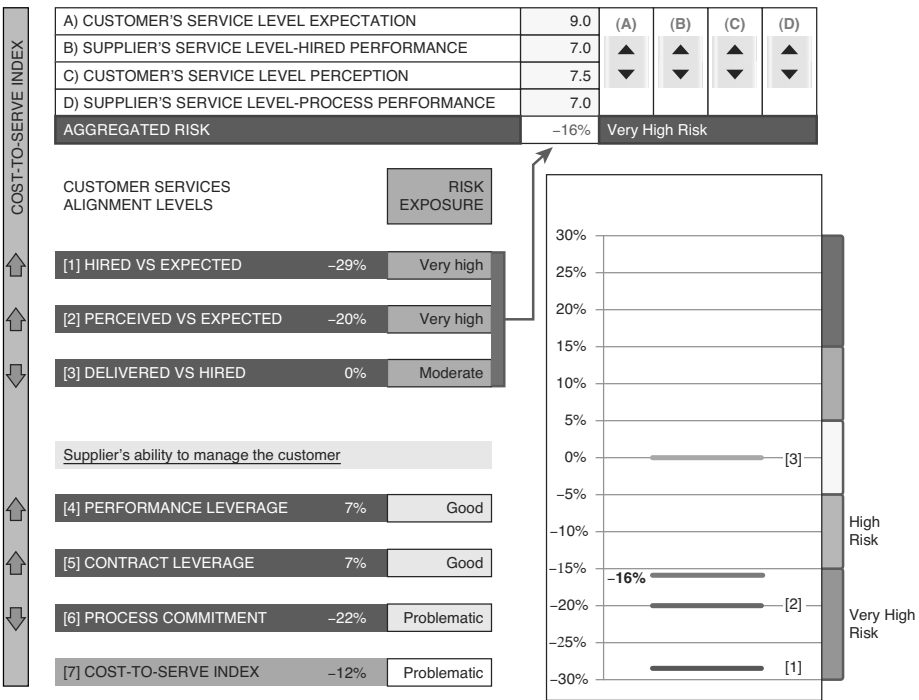 COST-TO-SERVE INDEX
A) CUSTOMER'S SERVICE LEVEL EXPECTATION 9.0
B) SUPPLIER'S SERVICE LEVEL-HIRED PERFORMANCE 7.0
C) CUSTOMER'S SERVICE LEVEL PERCEPTION 7.5
D) SUPPLIER'S SERVICE LEVEL-PROCESS PERFORMANCE 7.0
(A) (B) (C) (D)
AGGREGATED RISK −16% Very High Risk
CUSTOMER SERVICES
ALIGNMENT LEVELS
RISK
EXPOSURE
[1] HIRED VS EXPECTED −29% Very high
[2] PERCEIVED VS EXPECTED −20% Very high
[3] DELIVERED VS HIRED 0% Moderate
Supplier's ability to manage the customer
[4] PERFORMANCE LEVERAGE 7% Good
[5] CONTRACT LEVERAGE 7% Good
[6] PROCESS COMMITMENT −22% Problematic
[7] COST-TO-SERVE INDEX −12% Problematic
30%
25%
20%
15%
10%
5%
0% [3]
−5%
−10%
High
Risk
−15%
−16%
−20% [2]
Very High
Risk
−25%
[1]
−30%